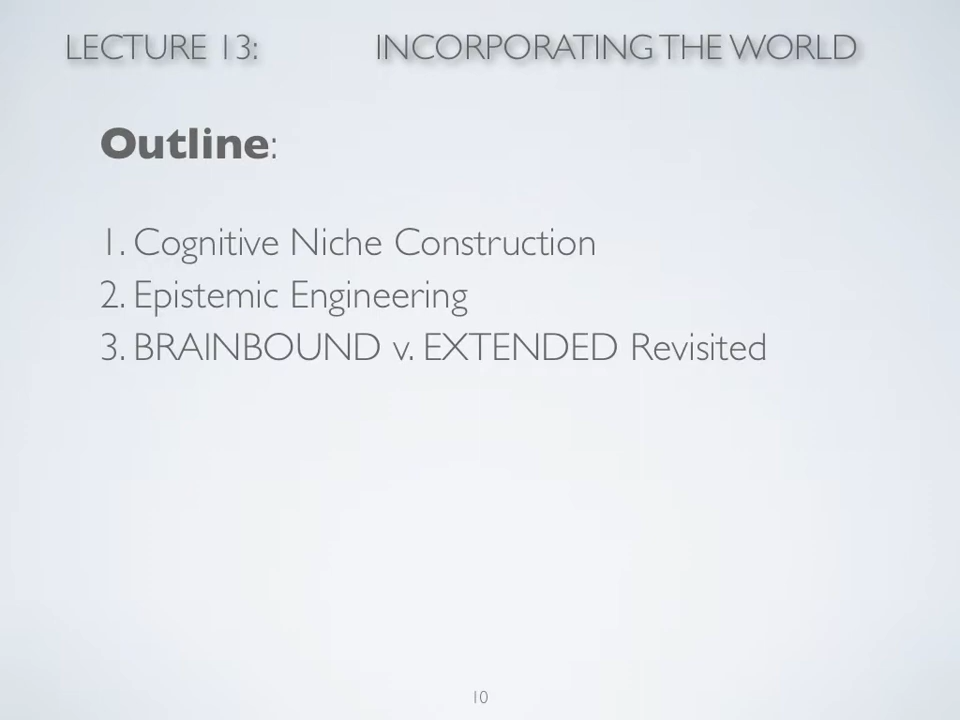 LECTURE 13: INCORPORATING THE WORLD
Outline:
1. Cognitive Niche Construction
2. Epistemic Engineering
3. BRAINBOUND v. EXTENDED Revisited
10